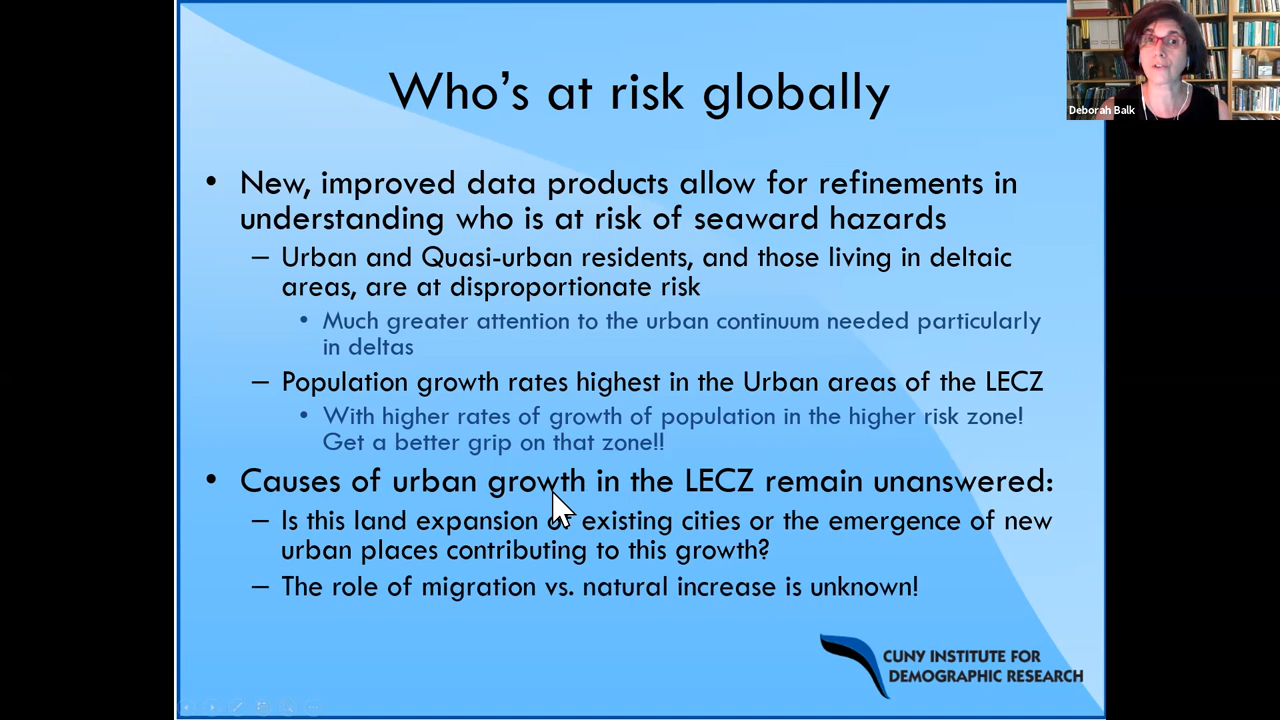 Who's at risk globally
Deborah Balk
• New, improved data products allow for refinements in
understanding who is at risk of seaward hazards
– Urban and Quasi-urban residents, and those living in deltaic
areas, are at disproportionate risk
• Much greater attention to the urban continuum needed particularly
in deltas
– Population growth rates highest in the Urban areas of the LECZ
• With higher rates of growth of population in the higher risk zone!
Get a better grip on that zone!!
• Causes of urban growth in the LECZ remain unanswered:
– Is this land expansion of existing cities or the emergence of new
urban places contributing to this growth?
– The role of migration vs. natural increase is unknown!
CUNY INSTITUTE FOR
DEMOGRAPHIC RESEARCH